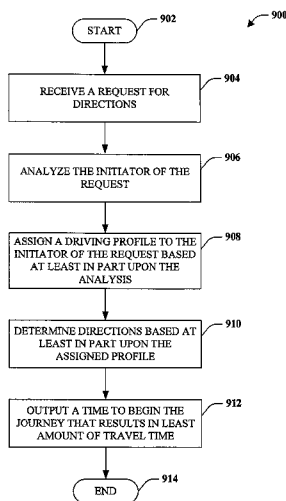 900
START
902
RECEIVE A REQUEST FOR
DIRECTIONS
904
ANALYZE THE INITIATOR OF THE
REQUEST
906
ASSIGN A DRIVING PROFILE TO THE
INITIATOR OF THE REQUEST BASED
AT LEAST IN PART UPON THE
ANALYSIS
908
DETERMINE DIRECTIONS BASED AT
LEAST IN PART UPON THE
ASSIGNED PROFILE
910
OUTPUT A TIME TO BEGIN THE
JOURNEY THAT RESULTS IN LEAST
AMOUNT OF TRAVEL TIME
912
END
914